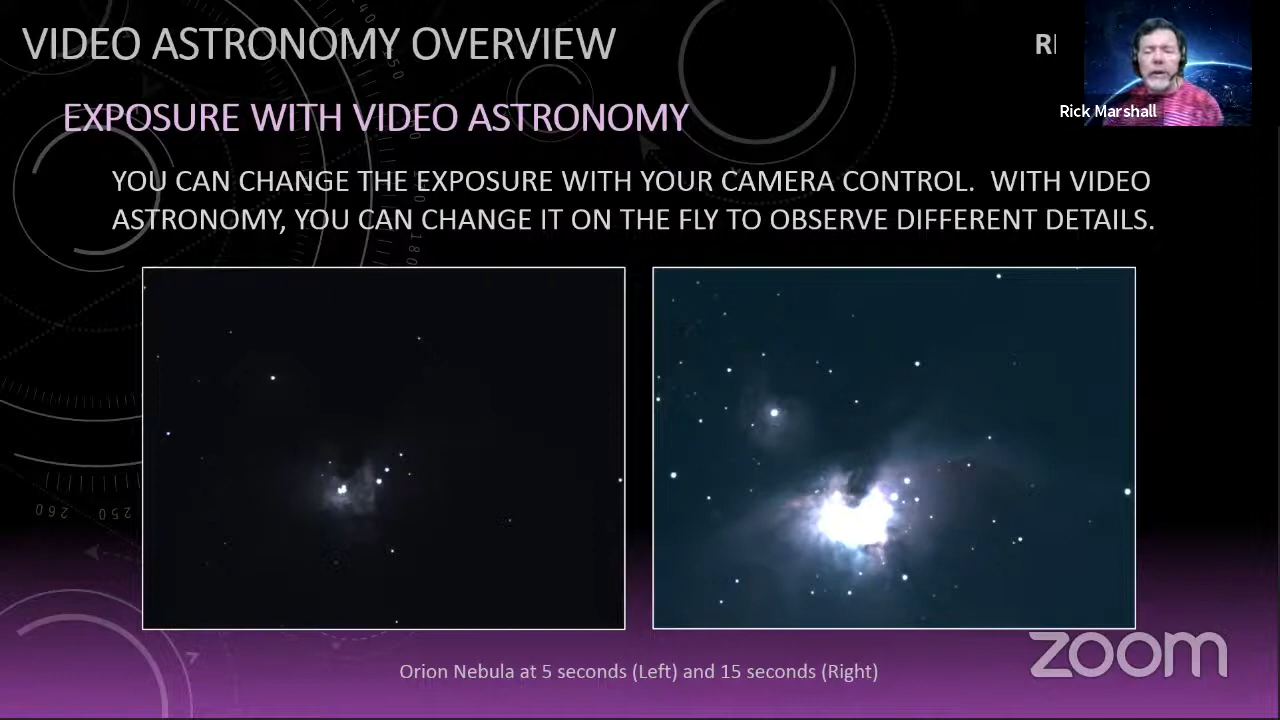 VIDEO ASTRONOMY OVERVIEW
Rick Marshall
EXPOSURE WITH VIDEO ASTRONOMY
YOU CAN CHANGE THE EXPOSURE WITH YOUR CAMERA CONTROL. WITH VIDEO
ASTRONOMY, YOU CAN CHANGE IT ON THE FLY TO OBSERVE DIFFERENT DETAILS.
260
250
Orion Nebula at 5 seconds (Left) and 15 seconds (Right)
zoom